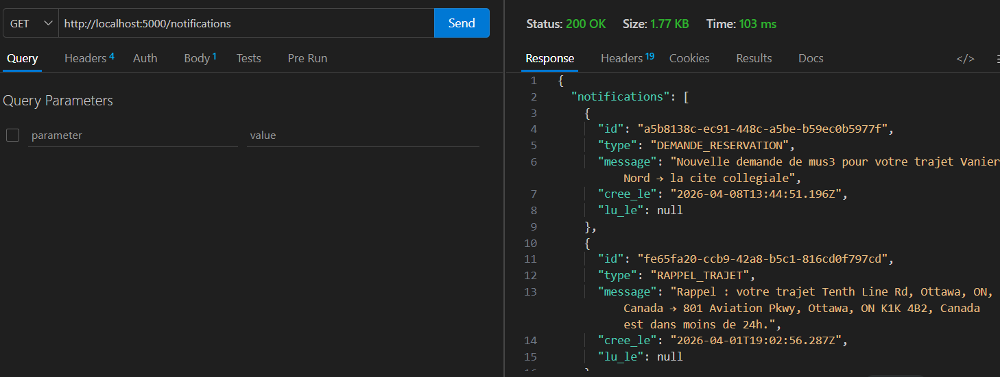 GET http://localhost:5000/notifications Send
Query Headers 4 Auth Body 1 Tests Pre Run
Query Parameters
parameter value
Status: 200 OK Size: 1.77 KB Time: 103 ms
Response Headers 19 Cookies Results Docs </>
1 {
2 "notifications": [
3 {
4 "id": "a5b8138c-ec91-448c-a5be-b59ec0b5977f",
5 "type": "DEMANDE_RESERVATION",
6 "message": "Nouvelle demande de mus3 pour votre trajet Vanier
Nord → la cite collegiale",
7 "cree_le": "2026-04-08T13:44:51.196Z",
8 "lu_le": null
9 },
10 {
11 "id": "fe65fa20-ccb9-42a8-b5c1-816cd0f797cd",
12 "type": "RAPPEL_TRAJET",
13 "message": "Rappel : votre trajet Tenth Line Rd, Ottawa, ON,
Canada → 801 Aviation Pkwy, Ottawa, ON K1K 4B2, Canada
est dans moins de 24h.",
14 "cree_le": "2026-04-01T19:02:56.287Z",
15 "lu_le": null